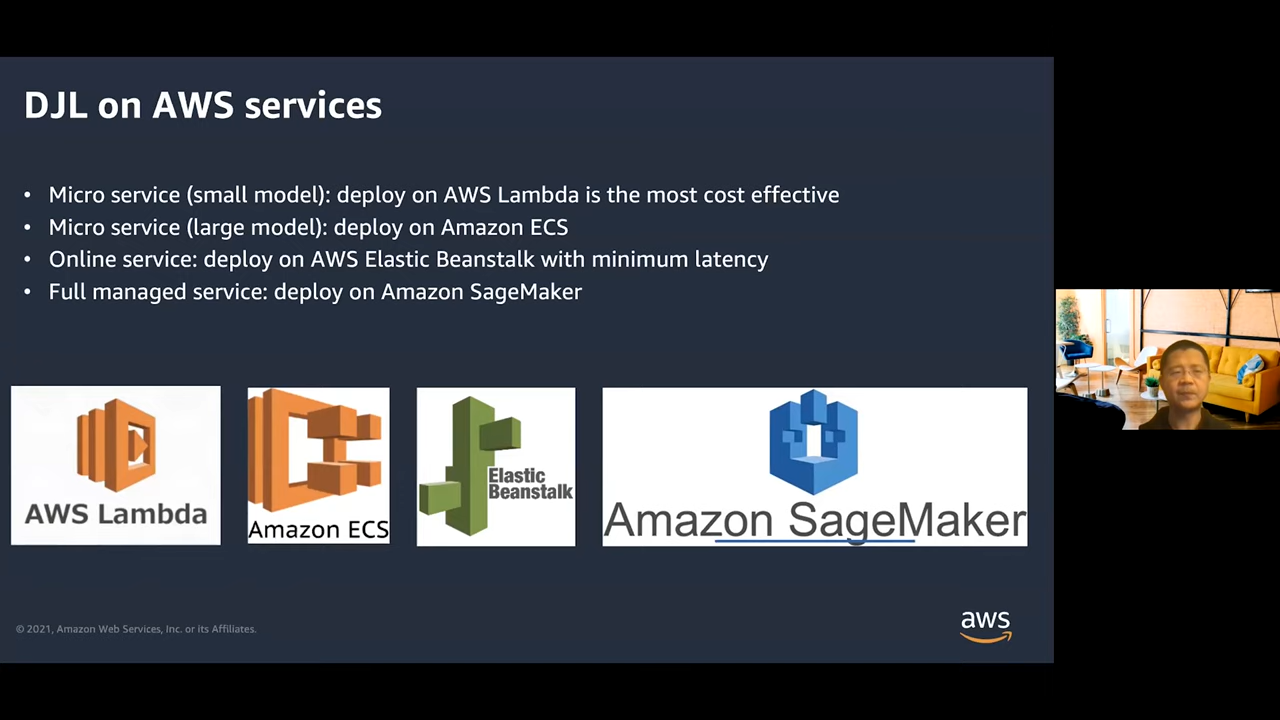 DJL on AWS services
• Micro service (small model): deploy on AWS Lambda is the most cost effective
• Micro service (large model): deploy on Amazon ECS
• Online service: deploy on AWS Elastic Beanstalk with minimum latency
• Full managed service: deploy on Amazon SageMaker
AWS Lambda
Amazon ECS
Elastic
Beanstalk
Amazon SageMaker
© 2021, Amazon Web Services, Inc. or its Affiliates.
aws